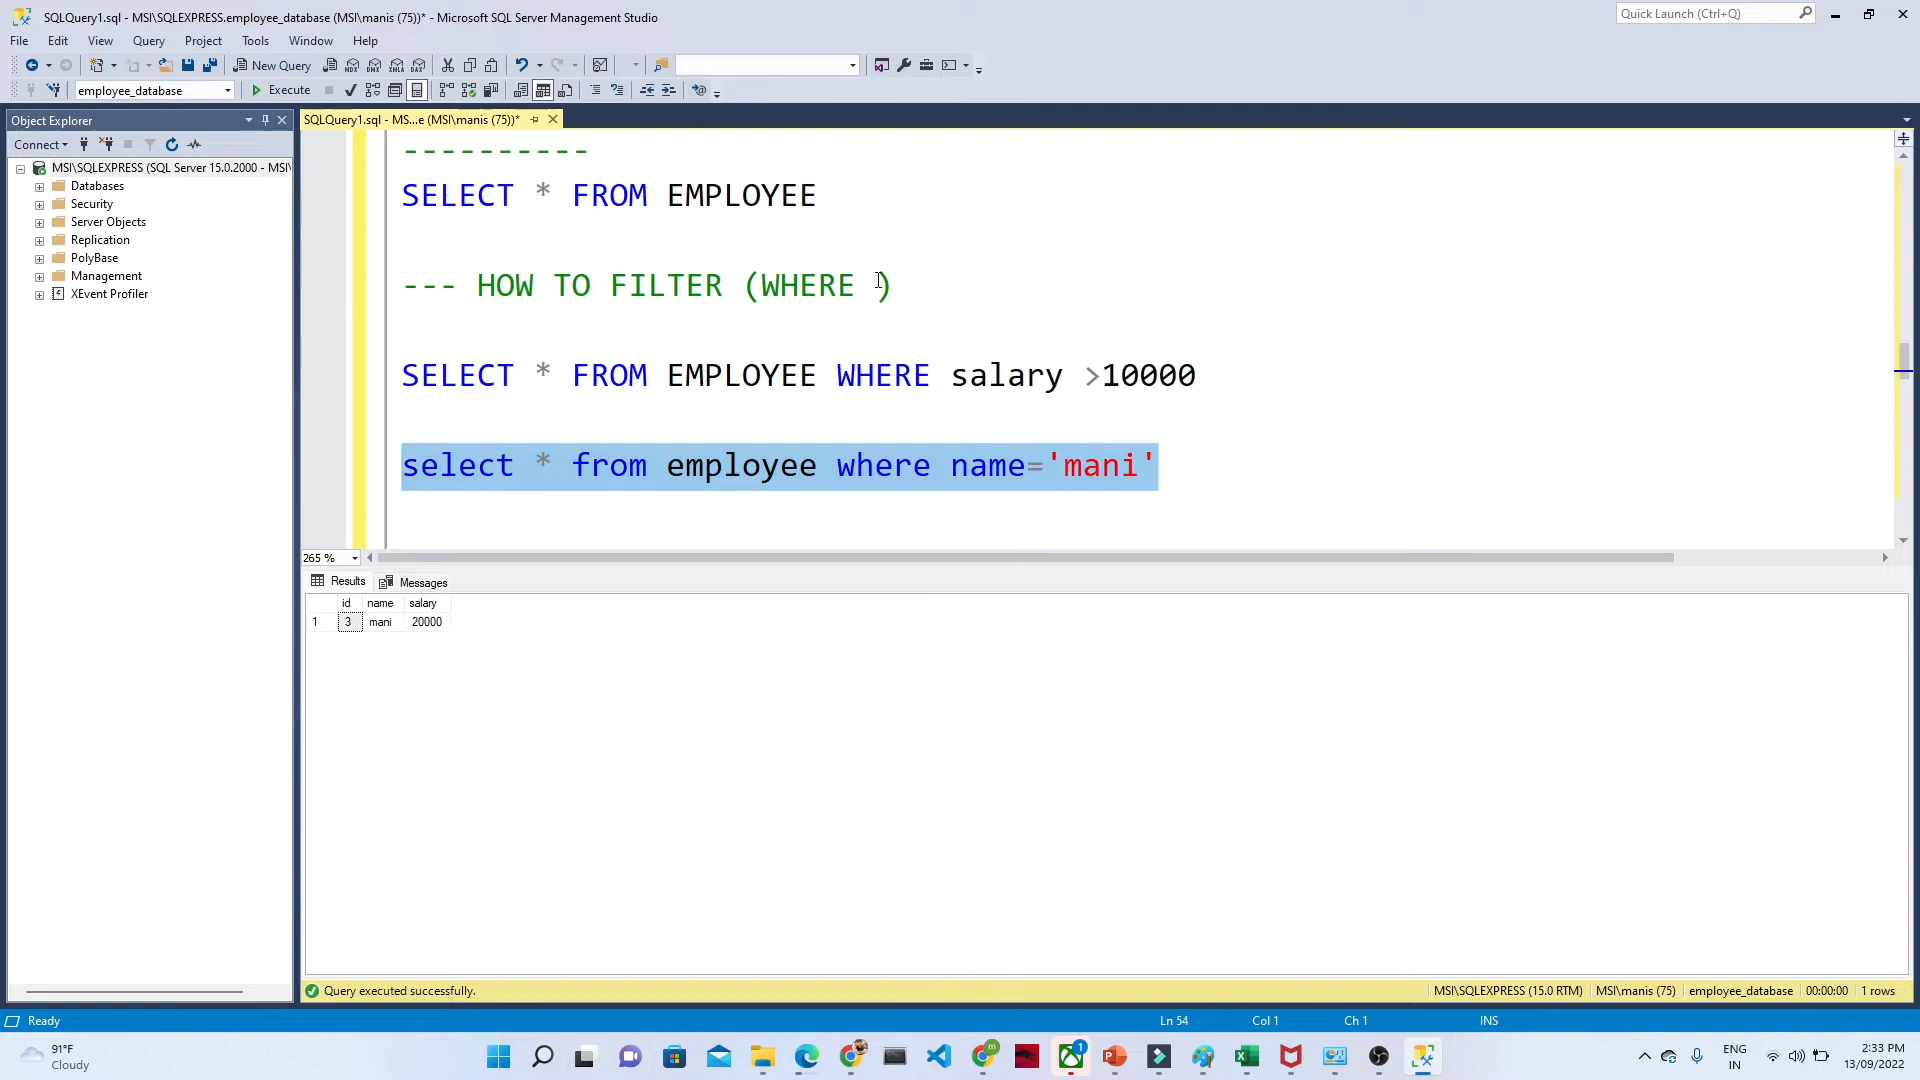 SQLQuery1.sql - MSI\SQLEXPRESS.employee_database (MSI\manis (75))* - Microsoft SQL Server Management Studio
Quick Launch (Ctrl+Q)
File Edit View Query Project Tools Window Help
New Query
MDX DMX XMLA DAX
employee_database
Execute
Object Explorer
SQLQuery1.sql - MS...e (MSI\manis (75))*
Connect
MSI\SQLEXPRESS (SQL Server 15.0.2000 - MSI\
Databases
Security
Server Objects
Replication
PolyBase
Management
XEvent Profiler
----------
SELECT * FROM EMPLOYEE
--- HOW TO FILTER (WHERE )
SELECT * FROM EMPLOYEE WHERE salary >10000
select * from employee where name='mani'
265 %
Results Messages
id name salary
1 3 mani 20000
Query executed successfully.
MSI\SQLEXPRESS (15.0 RTM) MSI\manis (75) employee_database 00:00:00 1 rows
Ready
Ln 54 Col 1 Ch 1 INS
91°F
Cloudy
m
1
ENG
IN
2:33 PM
13/09/2022